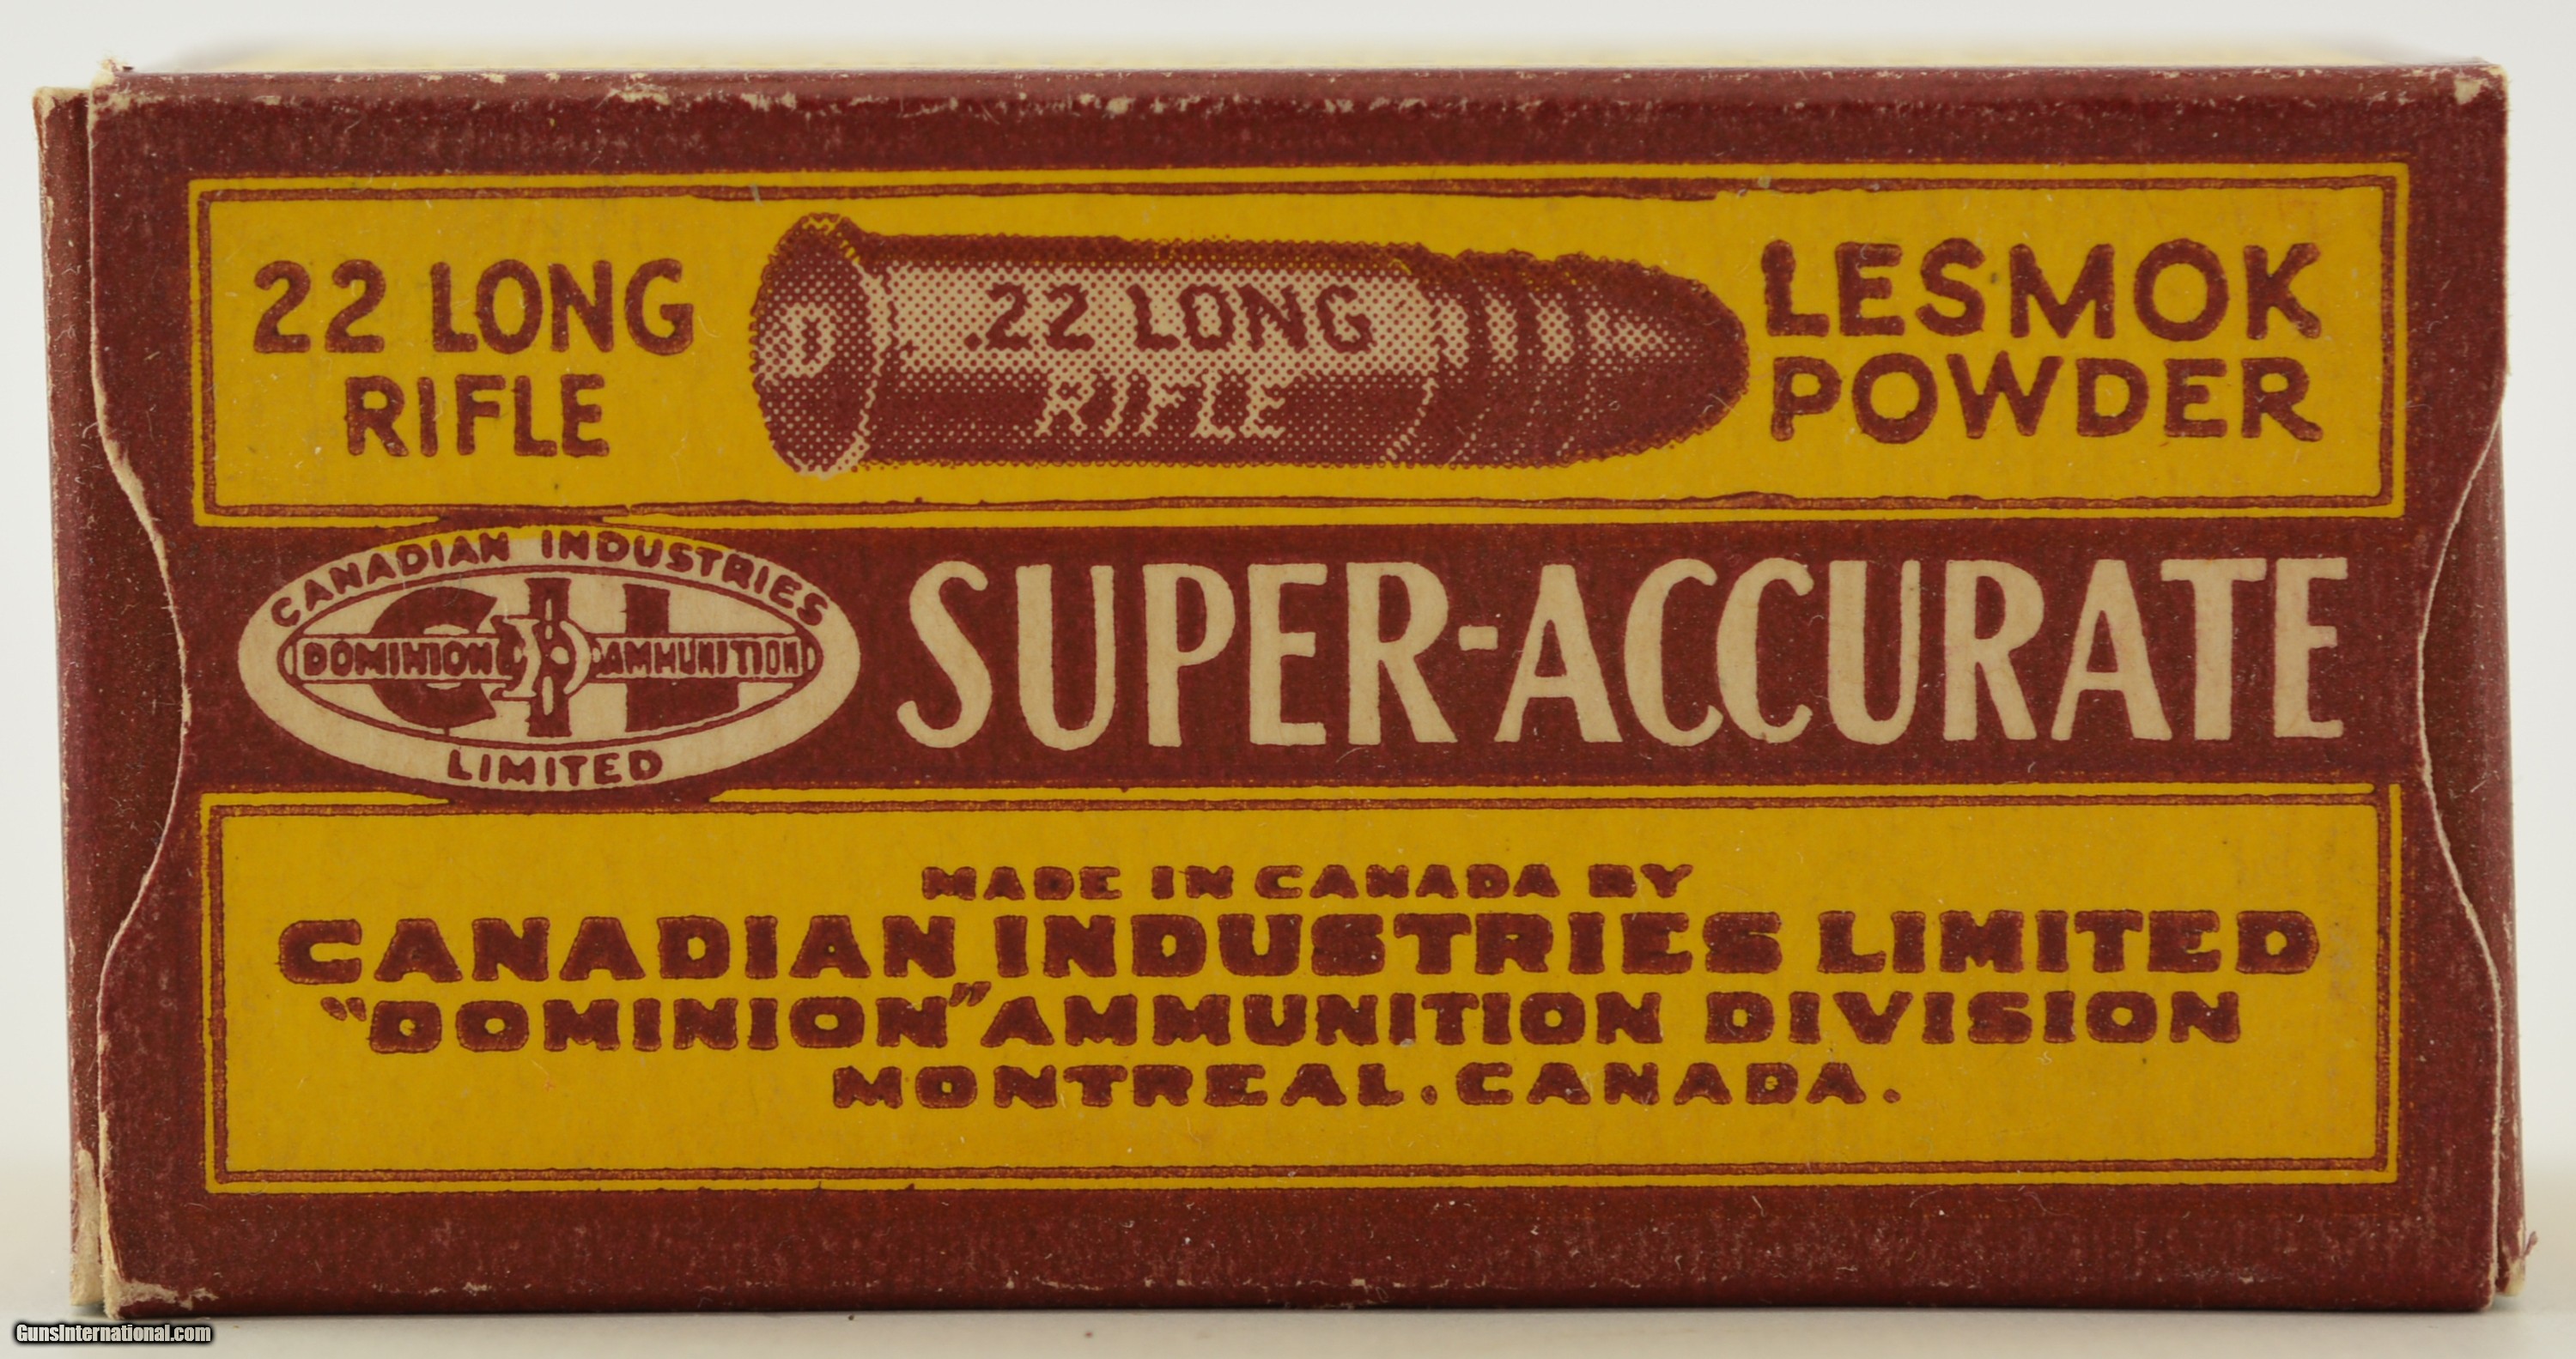 22 LONG
RIFLE
D
.22 LONG
RIFLE
LESMOK
POWDER
CANADIAN INDUSTRIES
CIL
DOMINION AMMUNITION
LIMITED
SUPER-ACCURATE
MADE IN CANADA BY
CANADIAN INDUSTRIES LIMITED
"DOMINION" AMMUNITION DIVISION
MONTREAL. CANADA.
GunsInternational.com